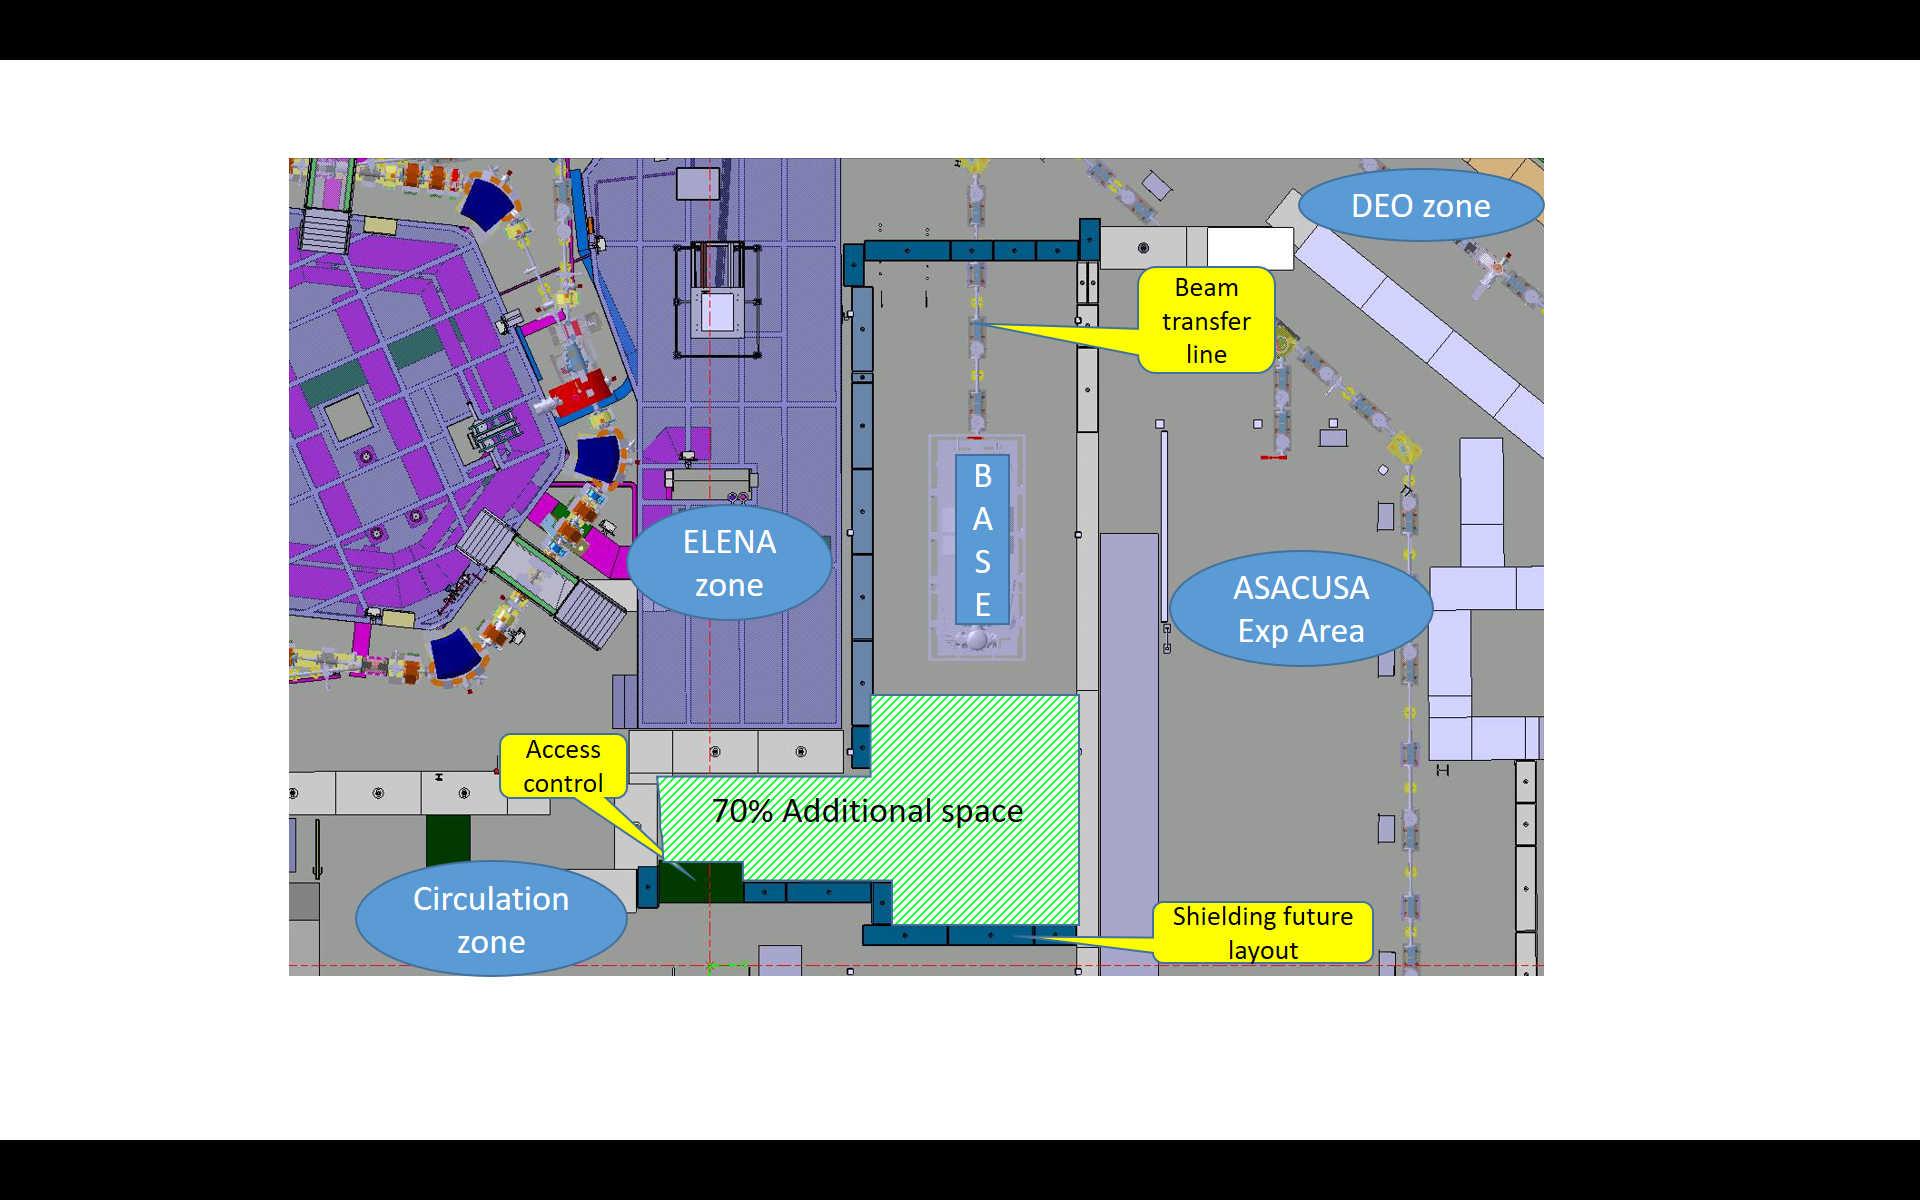 DEO zone
Beam
transfer
line
B
A
S
E
ELENA
zone
ASACUSA
Exp Area
Access
control
70% Additional space
Circulation
zone
Shielding future
layout